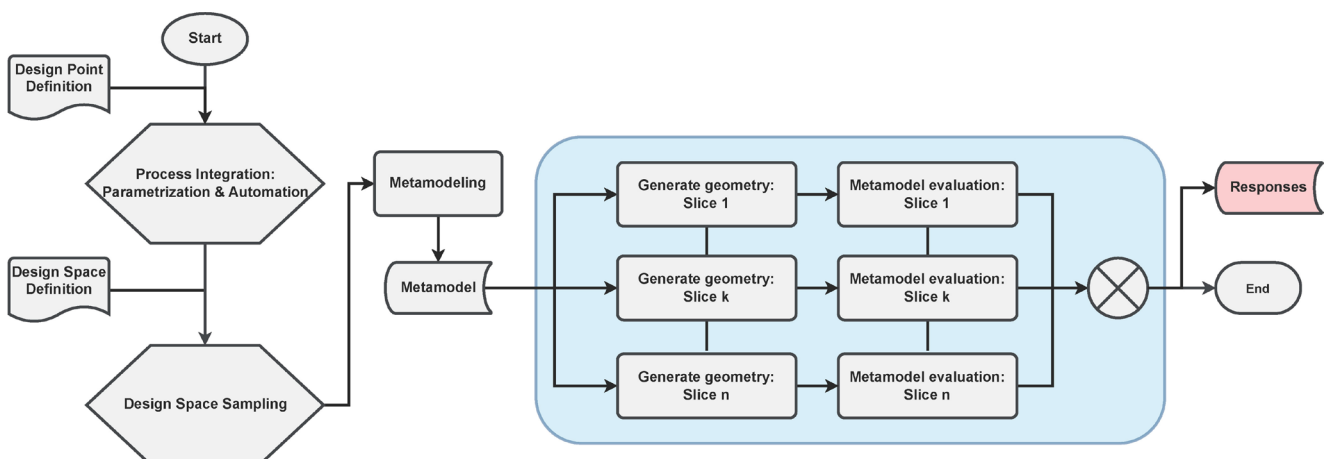 Start
Design Point
Definition
Process Integration:
Parametrization & Automation
Design Space
Definition
Design Space Sampling
Metamodeling
Metamodel
Generate geometry:
Slice 1
Metamodel evaluation:
Slice 1
Generate geometry:
Slice k
Metamodel evaluation:
Slice k
Generate geometry:
Slice n
Metamodel evaluation:
Slice n
Responses
End